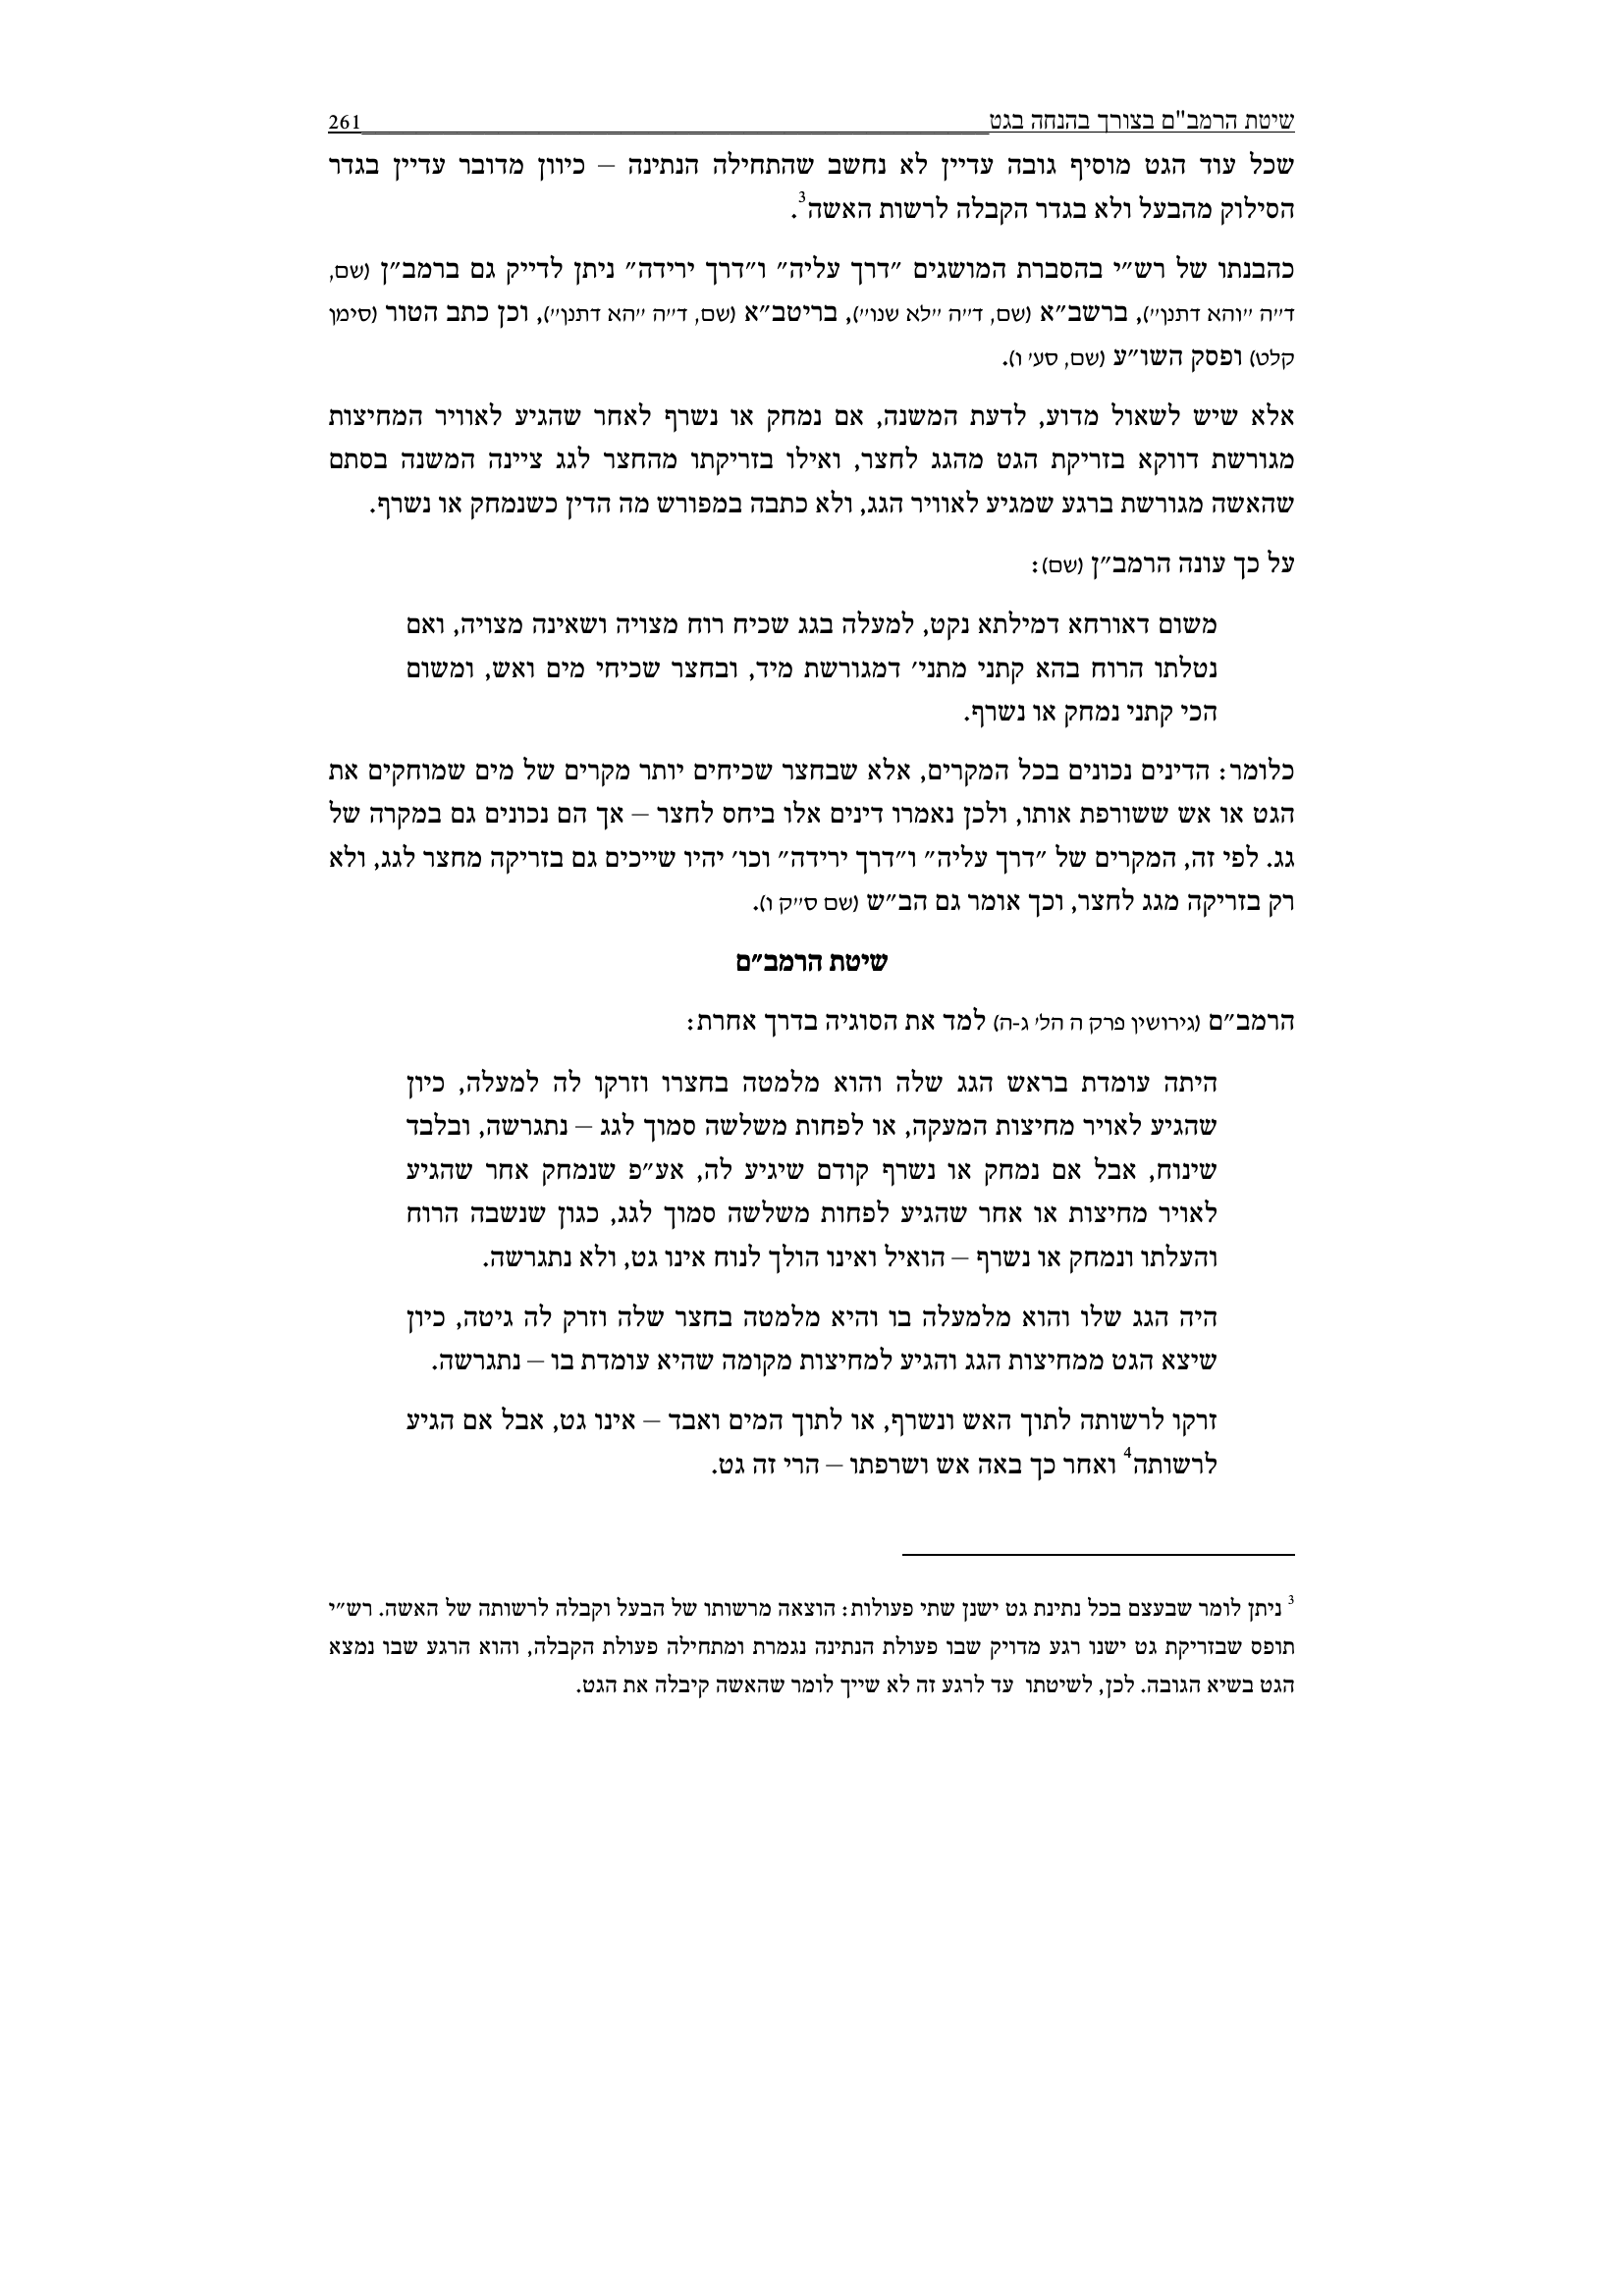 שיטת הרמב"ם בצורך בהנחה בגט 261
שכל עוד הגט מוסיף גובה עדיין לא נחשב שהתחילה הנתינה – כיוון מדובר עדיין בגדר
הסילוק מהבעל ולא בגדר הקבלה לרשות האשה3.
כהבנתו של רש״י בהסברת המושגים ״דרך עליה״ ו״דרך ירידה״ ניתן לדייק גם ברמב״ן (שם,
ד״ה ״והא דתנן״), ברשב״א (שם, ד״ה ״לא שנו״), בריטב״א (שם, ד״ה ״הא דתנן״), וכן כתב הטור (סימן
קלט) ופסק השו״ע (שם, סע׳ ו).
אלא שיש לשאול מדוע, לדעת המשנה, אם נמחק או נשרף לאחר שהגיע לאוויר המחיצות
מגורשת דווקא בזריקת הגט מהגג לחצר, ואילו בזריקתו מהחצר לגג ציינה המשנה בסתם
שהאשה מגורשת ברגע שמגיע לאוויר הגג, ולא כתבה במפורש מה הדין כשנמחק או נשרף.
על כך עונה הרמב״ן (שם):
משום דאורחא דמילתא נקט, למעלה בגג שכיח רוח מצויה ושאינה מצויה, ואם
נטלתו הרוח בהא קתני מתני׳ דמגורשת מיד, ובחצר שכיחי מים ואש, ומשום
הכי קתני נמחק או נשרף.
כלומר: הדינים נכונים בכל המקרים, אלא שבחצר שכיחים יותר מקרים של מים שמוחקים את
הגט או אש ששורפת אותו, ולכן נאמרו דינים אלו ביחס לחצר – אך הם נכונים גם במקרה של
גג. לפי זה, המקרים של ״דרך עליה״ ו״דרך ירידה״ וכו׳ יהיו שייכים גם בזריקה מחצר לגג, ולא
רק בזריקה מגג לחצר, וכך אומר גם הב״ש (שם ס״ק ו).
שיטת הרמב״ם
הרמב״ם (גירושין פרק ה הל׳ ג-ה) למד את הסוגיה בדרך אחרת:
היתה עומדת בראש הגג שלה והוא מלמטה בחצרו וזרקו לה למעלה, כיון
שהגיע לאויר מחיצות המעקה, או לפחות משלשה סמוך לגג – נתגרשה, ובלבד
שינוח, אבל אם נמחק או נשרף קודם שיגיע לה, אע״פ שנמחק אחר שהגיע
לאויר מחיצות או אחר שהגיע לפחות משלשה סמוך לגג, כגון שנשבה הרוח
והעלתו ונמחק או נשרף – הואיל ואינו הולך לנוח אינו גט, ולא נתגרשה.
היה הגג שלו והוא מלמעלה בו והיא מלמטה בחצר שלה וזרק לה גיטה, כיון
שיצא הגט ממחיצות הגג והגיע למחיצות מקומה שהיא עומדת בו – נתגרשה.
זרקו לרשותה לתוך האש ונשרף, או לתוך המים ואבד – אינו גט, אבל אם הגיע
לרשותה4 ואחר כך באה אש ושרפתו – הרי זה גט.
3 ניתן לומר שבעצם בכל נתינת גט ישנן שתי פעולות: הוצאה מרשותו של הבעל וקבלה לרשותה של האשה. רש״י
תופס שבזריקת גט ישנו רגע מדויק שבו פעולת הנתינה נגמרת ומתחילה פעולת הקבלה, והוא הרגע שבו נמצא
הגט בשיא הגובה. לכן, לשיטתו עד לרגע זה לא שייך לומר שהאשה קיבלה את הגט.